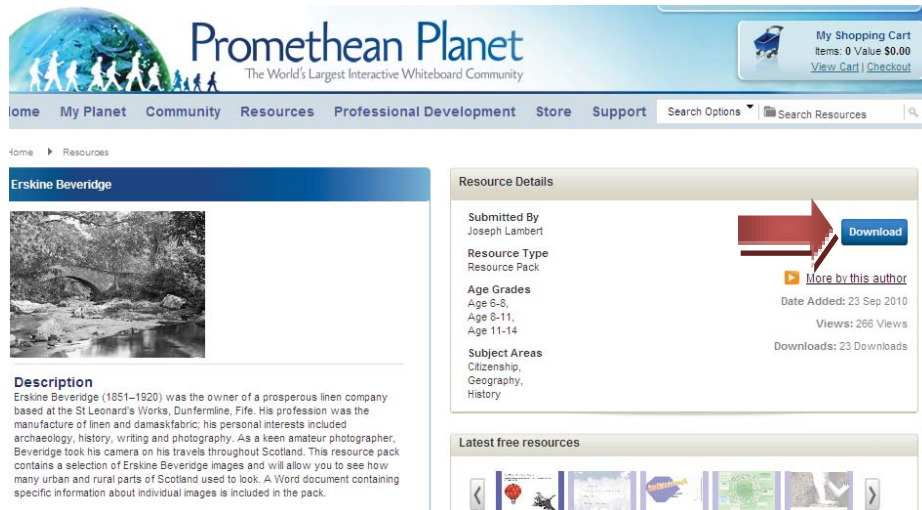 Promethean Planet
The World's Largest Interactive Whiteboard Community
My Shopping Cart
Items: 0 Value $0.00
View Cart | Checkout
ome My Planet Community Resources Professional Development Store Support Search Options Search Resources
Home Resources
Erskine Beveridge
Description
Erskine Beveridge (1851–1920) was the owner of a prosperous linen company
based at the St Leonard's Works, Dunfermline, Fife. His profession was the
manufacture of linen and damaskfabric; his personal interests included
archaeology, history, writing and photography. As a keen amateur photographer,
Beveridge took his camera on his travels throughout Scotland. This resource pack
contains a selection of Erskine Beveridge images and will allow you to see how
many urban and rural parts of Scotland used to look. A Word document containing
specific information about individual images is included in the pack.
Resource Details
Submitted By
Joseph Lambert
Resource Type
Resource Pack
Age Grades
Age 6-8,
Age 8-11,
Age 11-14
Subject Areas
Citizenship,
Geography,
History
Download
More by this author
Date Added: 23 Sep 2010
Views: 266 Views
Downloads: 23 Downloads
Latest free resources